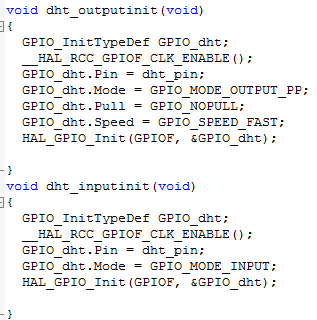 void dht_outputinit(void)
{
GPIO_InitTypeDef GPIO_dht;
__HAL_RCC_GPIOF_CLK_ENABLE();
GPIO_dht.Pin = dht_pin;
GPIO_dht.Mode = GPIO_MODE_OUTPUT_PP;
GPIO_dht.Pull = GPIO_NOPULL;
GPIO_dht.Speed = GPIO_SPEED_FAST;
HAL_GPIO_Init(GPIOF, &GPIO_dht);
}
void dht_inputinit(void)
{
GPIO_InitTypeDef GPIO_dht;
__HAL_RCC_GPIOF_CLK_ENABLE();
GPIO_dht.Pin = dht_pin;
GPIO_dht.Mode = GPIO_MODE_INPUT;
HAL_GPIO_Init(GPIOF, &GPIO_dht);
}